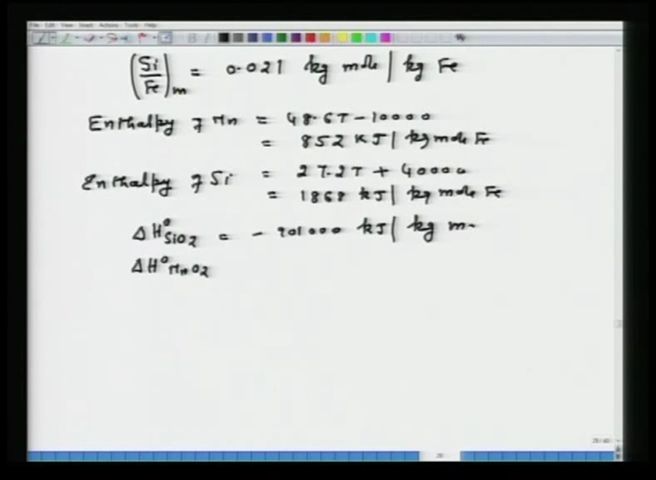 (Si/Fe)m = 0.021 kg mole | kg Fe
Enthalpy of Mn = 48.6T - 10000
= 852 KJ | kg mole Fe
Enthalpy of Si = 27.2T + 40000
= 1868 kJ | kg mole Fe
ΔH°SiO2 = - 901000 kJ | kg m
ΔH°MnO2